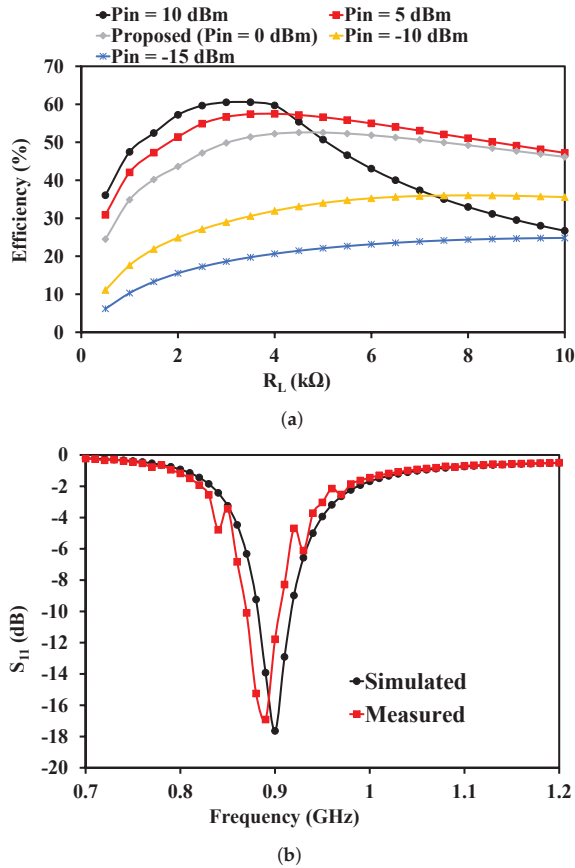 Pin = 10 dBm Pin = 5 dBm
Proposed (Pin = 0 dBm) Pin = -10 dBm
Pin = -15 dBm
70
60
50
40
30
20
10
0
Efficiency (%)
0 2 4 6 8 10
R_L (kΩ)
(a)
0
-2
-4
-6
-8
-10
-12
-14
-16
-18
-20
S_11 (dB)
Simulated
Measured
0.7 0.8 0.9 1 1.1 1.2
Frequency (GHz)
(b)